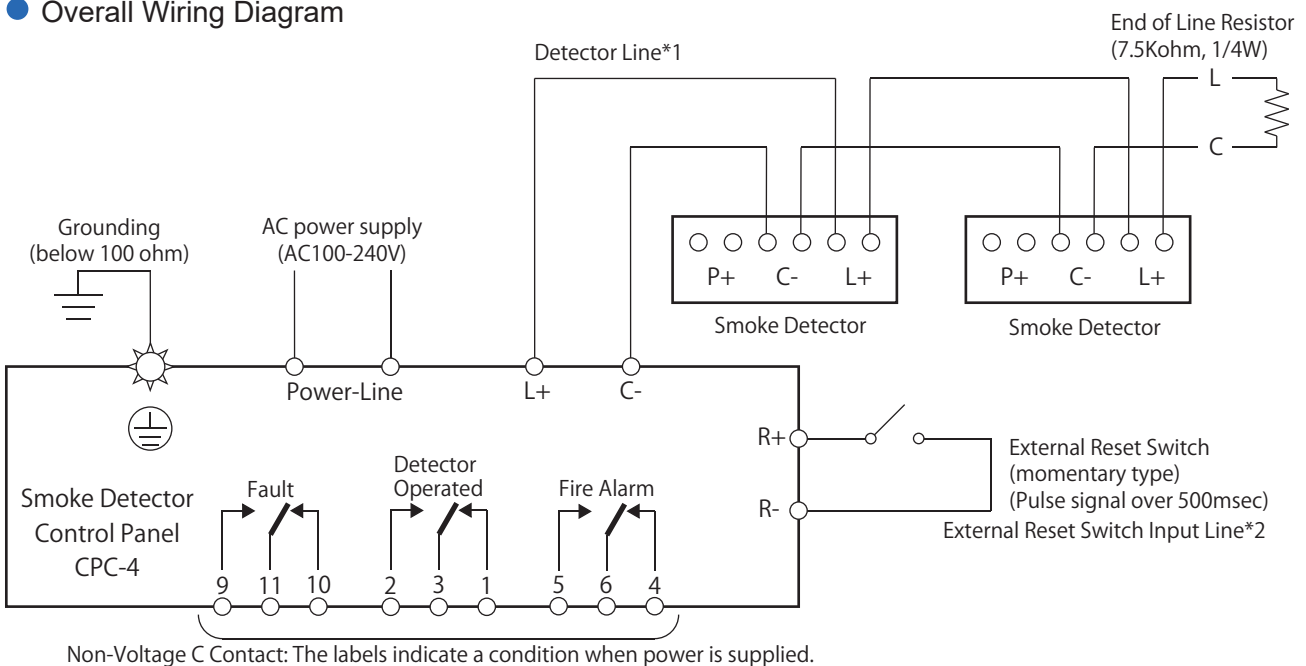 Overall Wiring Diagram
End of Line Resistor
(7.5Kohm, 1/4W)
Detector Line*1
L
C
Grounding
(below 100 ohm)
AC power supply
(AC100-240V)
P+ C- L+
Smoke Detector
P+ C- L+
Smoke Detector
Power-Line
L+
C-
R+
R-
External Reset Switch
(momentary type)
(Pulse signal over 500msec)
External Reset Switch Input Line*2
Smoke Detector
Control Panel
CPC-4
Fault
9 11 10
Detector
Operated
2 3 1
Fire Alarm
5 6 4
Non-Voltage C Contact: The labels indicate a condition when power is supplied.